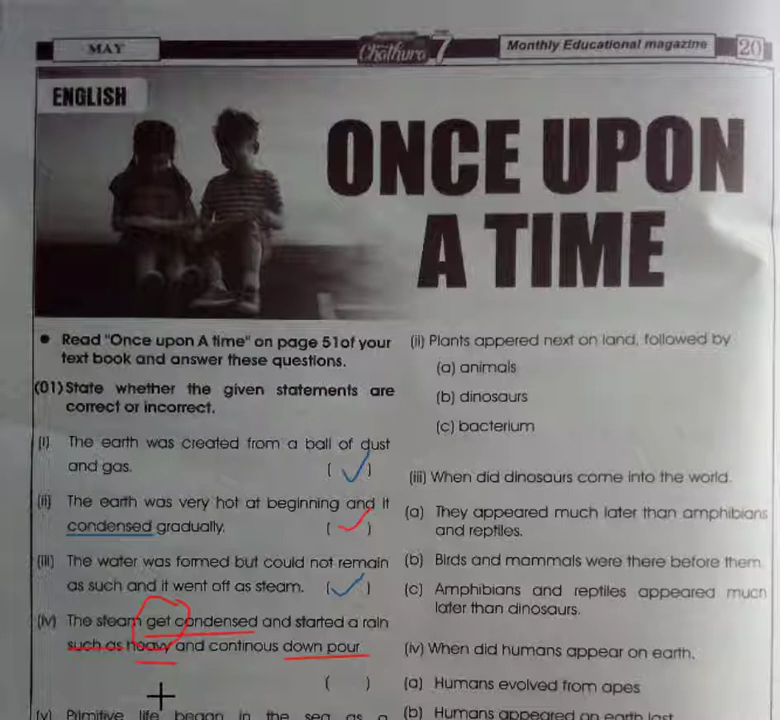 MAY
Chathura 7
Monthly Educational magazine
20
ENGLISH
ONCE UPON
A TIME
• Read "Once upon A time" on page 51of your
text book and answer these questions.
(01)State whether the given statements are
correct or incorrect.
(i) The earth was created from a ball of dust
and gas. ( )
(ii) The earth was very hot at beginning and it
condensed gradually. ( )
(iii) The water was formed but could not remain
as such and it went off as steam. ( )
(iv) The steam get condensed and started a rain
such as heavy and continous down pour
( )
(v) Primitive life began in the sea as a
(ii) Plants appered next on land, followed by
(a) animals
(b) dinosaurs
(c) bacterium
(iii) When did dinosaurs come into the world.
(a) They appeared much later than amphibians
and reptiles.
(b) Birds and mammals were there before them
(c) Amphibians and reptiles appeared much
later than dinosaurs.
(iv) When did humans appear on earth.
(a) Humans evolved from apes
(b) Humans appeared on earth last